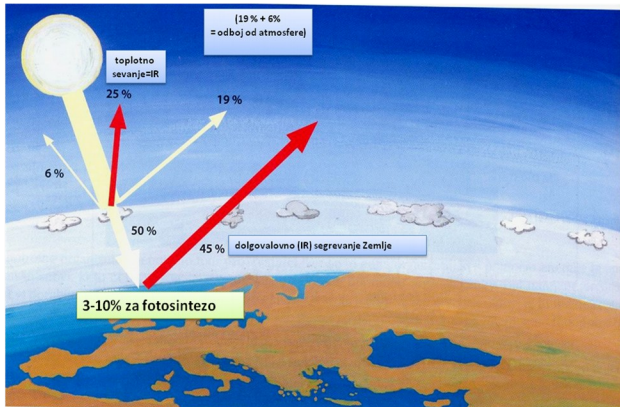 (19 % + 6%
= odboj od atmosfere)
toplotno
sevanje=IR
25 %
19 %
6 %
50 %
45 %
dolgovalovno (IR) segrevanje Zemlje
3-10% za fotosintezo